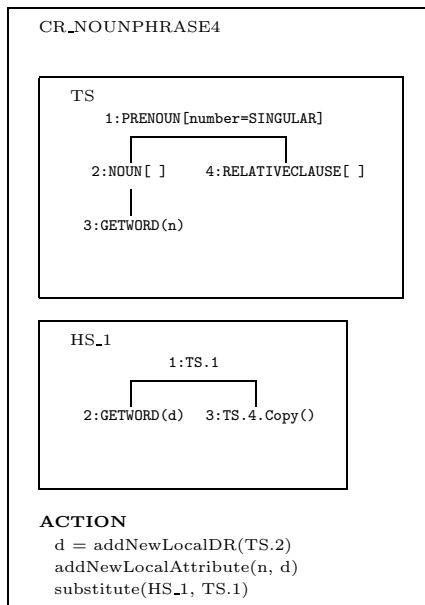 CR_NOUNPHRASE4
TS
1:PRENOUN[number=SINGULAR]
2:NOUN[ ] 4:RELATIVECLAUSE[ ]
3:GETWORD(n)
HS_1
1:TS.1
2:GETWORD(d) 3:TS.4.Copy()
ACTION
d = addNewLocalDR(TS.2)
addNewLocalAttribute(n, d)
substitute(HS_1, TS.1)